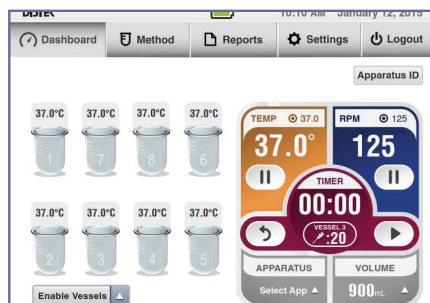 DISTEK 10:10 AM January 12, 2015
Dashboard Method Reports Settings Logout
Apparatus ID
37.0°C 37.0°C 37.0°C 37.0°C
1 7 8 6
37.0°C 37.0°C 37.0°C 37.0°C
2 3 4 5
Enable Vessels
TEMP 37.0 RPM 125
37.0° 125
TIMER
00:00
VESSEL 3
:20
APPARATUS VOLUME
Select App 900mL